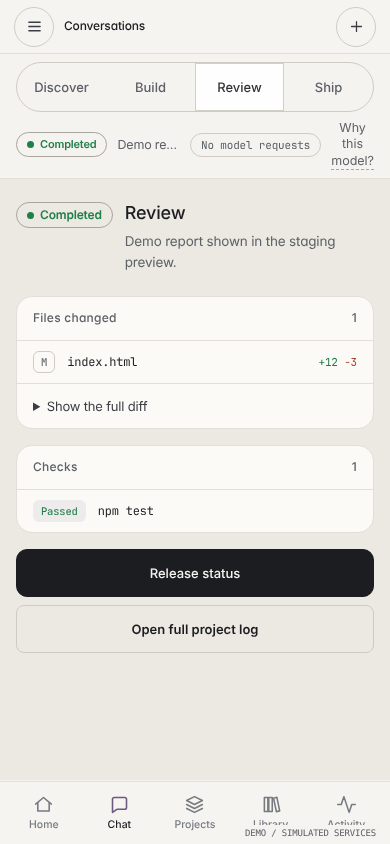 Conversations
Discover Build Review Ship
Completed Demo re... No model requests Why this model?
Completed Review
Demo report shown in the staging
preview.
Files changed 1
M index.html +12 -3
Show the full diff
Checks 1
Passed npm test
Release status
Open full project log
Home Chat Projects Library Activity
DEMO / SIMULATED SERVICES